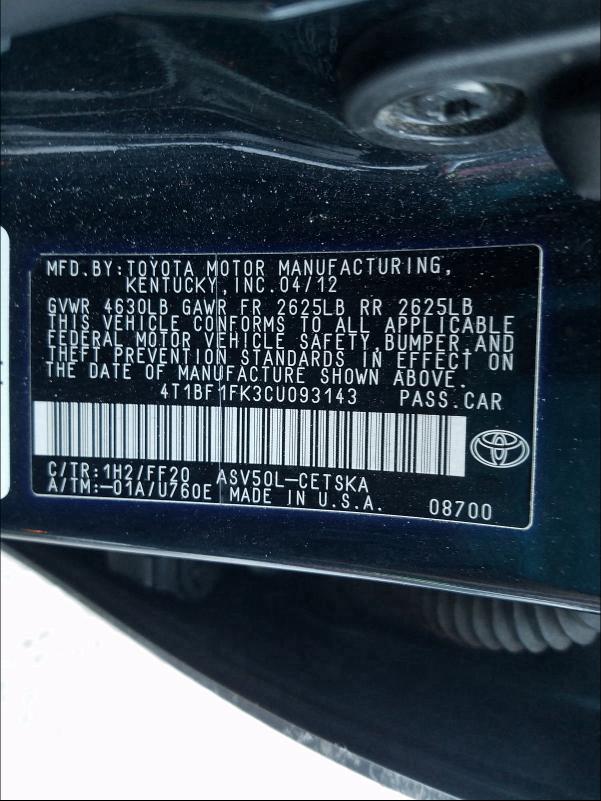 MFD.BY:TOYOTA MOTOR MANUFACTURING,
KENTUCKY, INC.04/12
GVWR 4630LB GAWR FR 2625LB RR 2625LB
THIS VEHICLE CONFORMS TO ALL APPLICABLE
FEDERAL MOTOR VEHICLE SAFETY,BUMPER,AND
THEFT PREVENTION STANDARDS IN EFFECT ON
THE DATE OF MANUFACTURE SHOWN ABOVE.
4T1BF1FK3CU093143 PASS.CAR
C/TR:1H2/FF20 ASV50L-CETSKA
A/TM:-01A/U760E MADE IN U.S.A. 08700